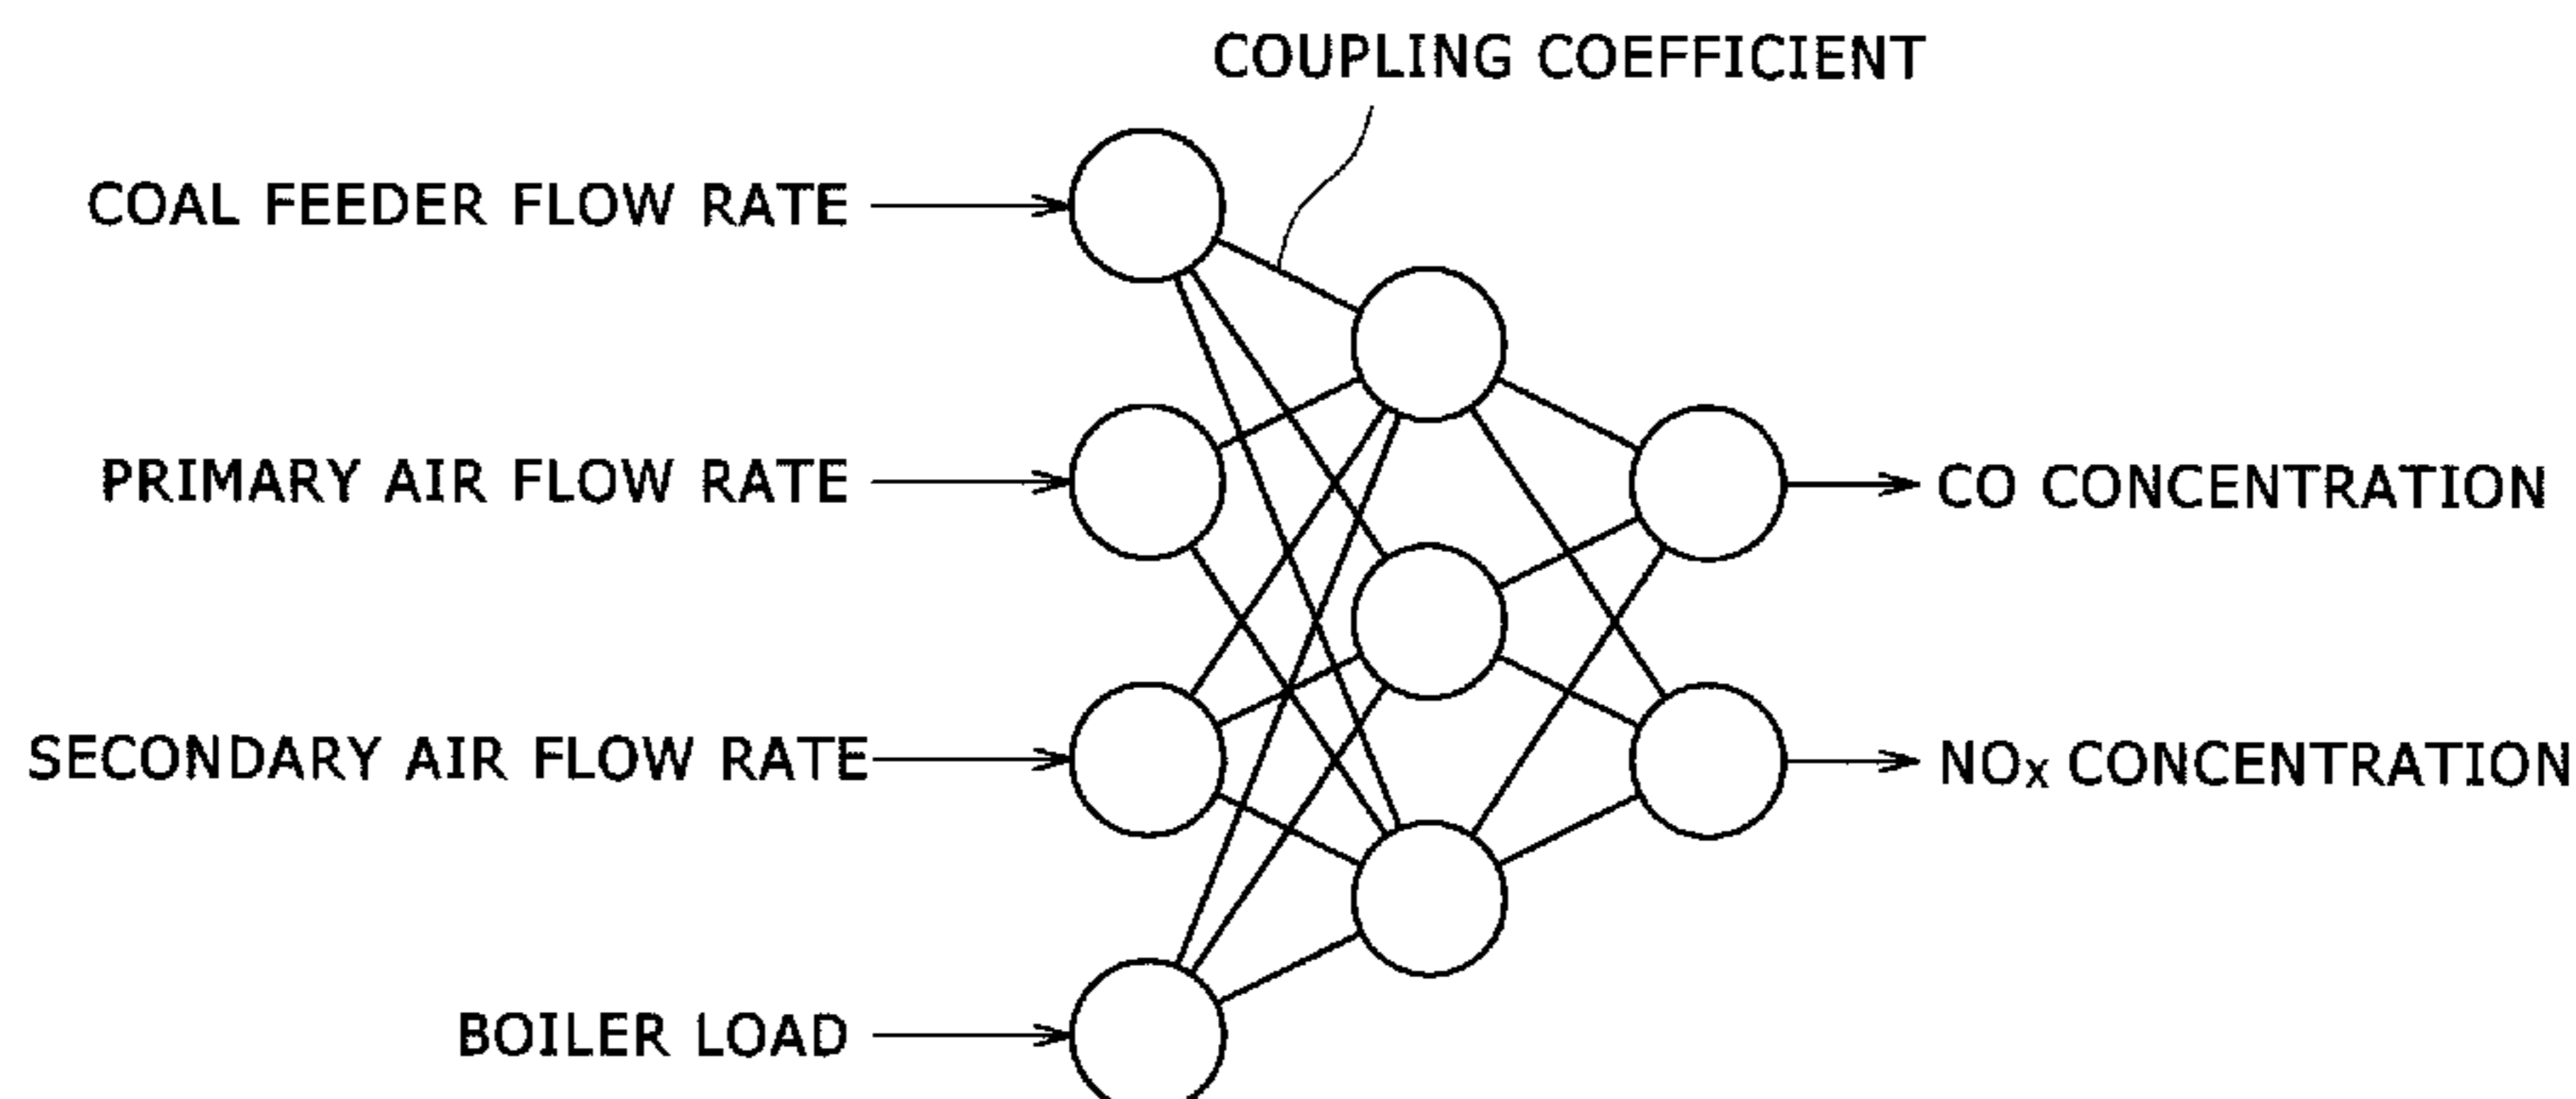 COUPLING COEFFICIENT
COAL FEEDER FLOW RATE
PRIMARY AIR FLOW RATE
CO CONCENTRATION
SECONDARY AIR FLOW RATE
NOx CONCENTRATION
BOILER LOAD